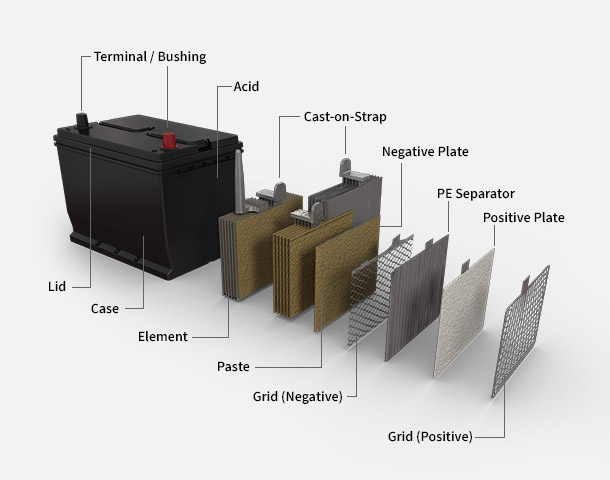 Terminal / Bushing
Acid
Cast-on-Strap
Negative Plate
PE Separator
Positive Plate
Lid
Case
Element
Paste
Grid (Negative)
Grid (Positive)